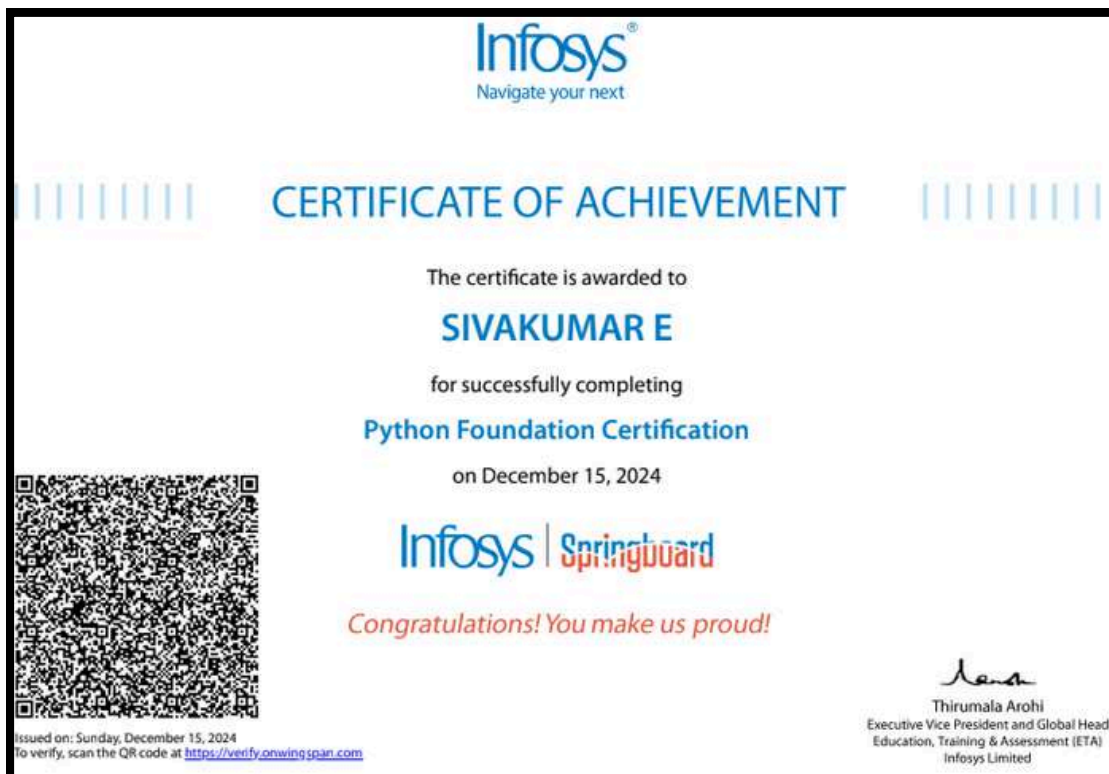 Infosys®
Navigate your next
CERTIFICATE OF ACHIEVEMENT
The certificate is awarded to
SIVAKUMAR E
for successfully completing
Python Foundation Certification
on December 15, 2024
Infosys | Springboard
Congratulations! You make us proud!
Issued on: Sunday, December 15, 2024
To verify, scan the QR code at https://verify.onwingspan.com
Thirumala Arohi
Executive Vice President and Global Head
Education, Training & Assessment (ETA)
Infosys Limited